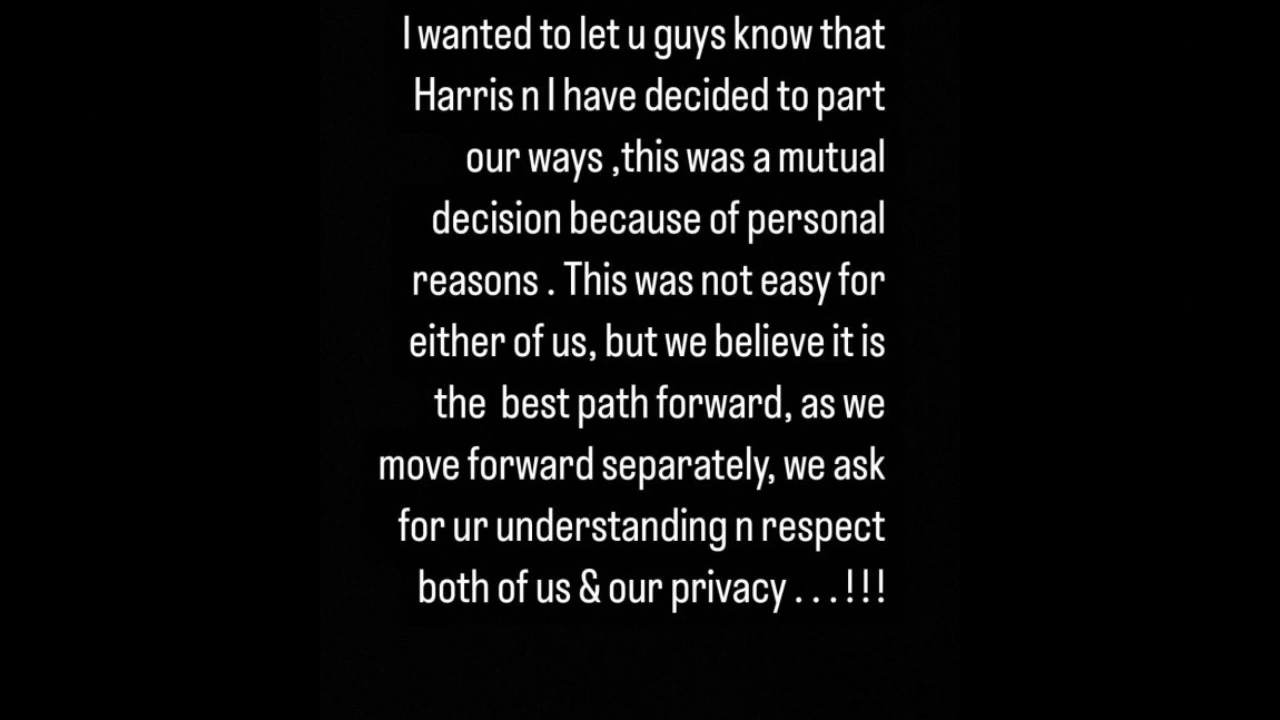 I wanted to let u guys know that
Harris n I have decided to part
our ways ,this was a mutual
decision because of personal
reasons . This was not easy for
either of us, but we believe it is
the  best path forward, as we
move forward separately, we ask
for ur understanding n respect
both of us & our privacy . . . ! ! !